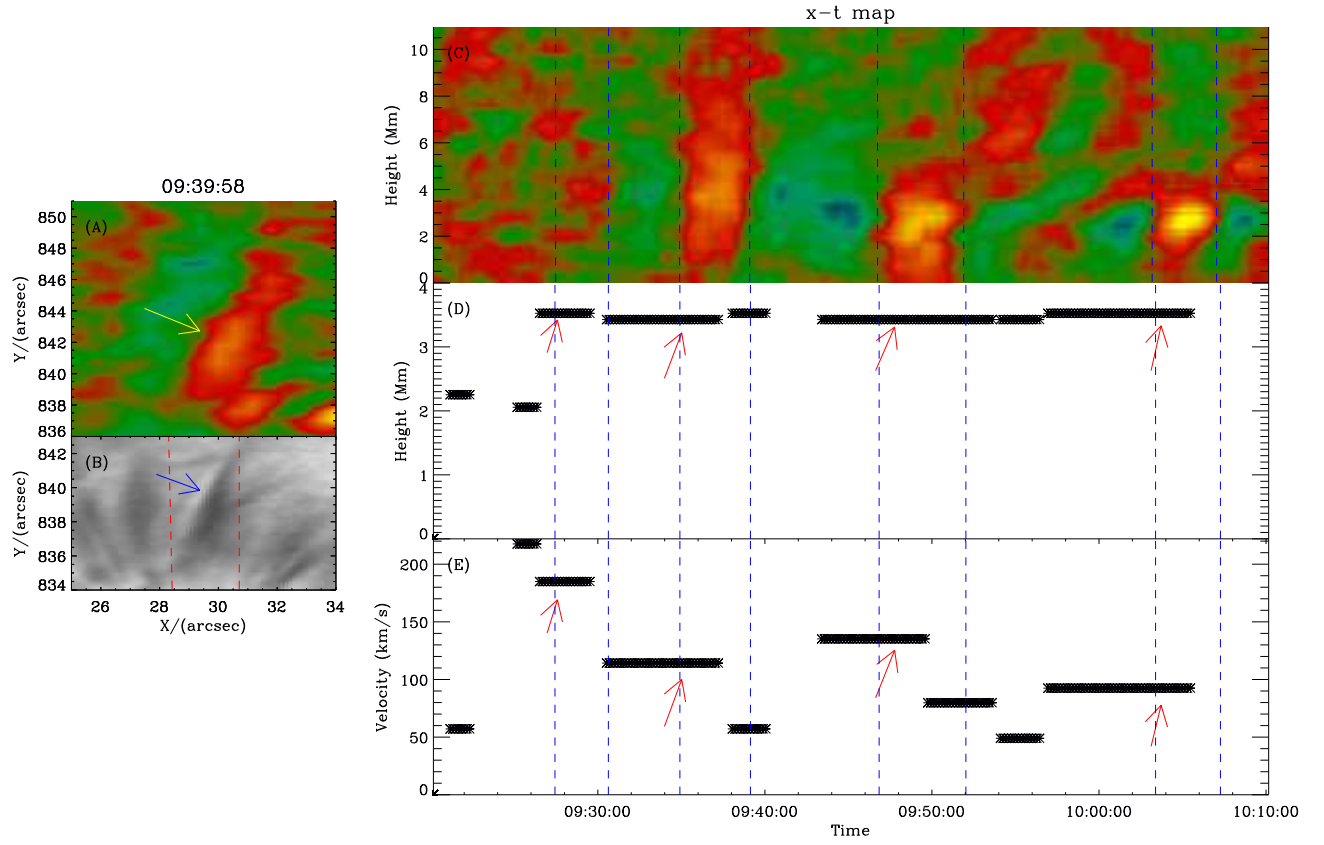 x-t map
(C)
10
8
6
4
2
0
Height (Mm)
09:39:58
(A)
850
848
846
844
842
840
838
836
Y/(arcsec)
(B)
842
840
838
836
834
Y/(arcsec)
26 28 30 32 34
X/(arcsec)
(D)
4
3
2
1
0
Height (Mm)
(E)
200
150
100
50
0
Velocity (km/s)
09:30:00 09:40:00 09:50:00 10:00:00 10:10:00
Time